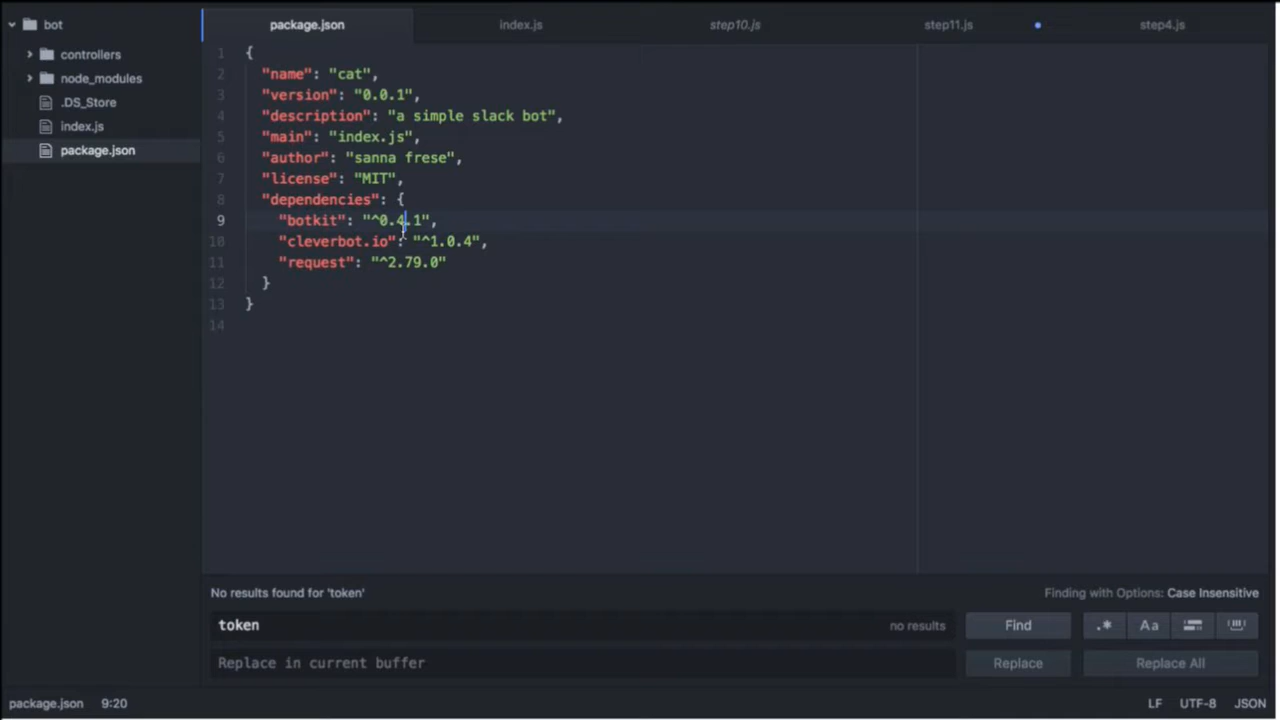 bot
controllers
node_modules
.DS_Store
index.js
package.json
package.json index.js step10.js step11.js step4.js
1 {
2 "name": "cat",
3 "version": "0.0.1",
4 "description": "a simple slack bot",
5 "main": "index.js",
6 "author": "sanna frese",
7 "license": "MIT",
8 "dependencies": {
9 "botkit": "^0.4.1",
10 "cleverbot.io": "^1.0.4",
11 "request": "^2.79.0"
12 }
13 }
14
No results found for 'token' Finding with Options: Case Insensitive
token no results Find .* Aa
Replace in current buffer Replace Replace All
package.json 9:20 LF UTF-8 JSON